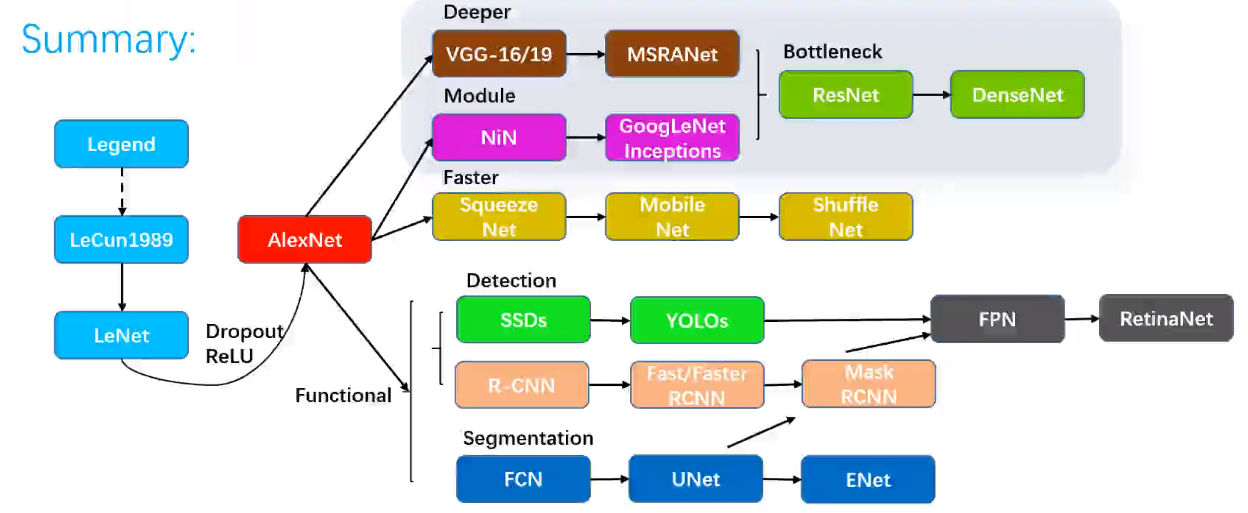 Summary:
Deeper
VGG-16/19
MSRANet
Bottleneck
ResNet
DenseNet
Module
NiN
GoogLeNet
Inceptions
Legend
Faster
Squeeze
Net
Mobile
Net
Shuffle
Net
LeCun1989
AlexNet
LeNet
Dropout
ReLU
Functional
Detection
SSDs
YOLOs
FPN
RetinaNet
R-CNN
Fast/Faster
RCNN
Mask
RCNN
Segmentation
FCN
UNet
ENet